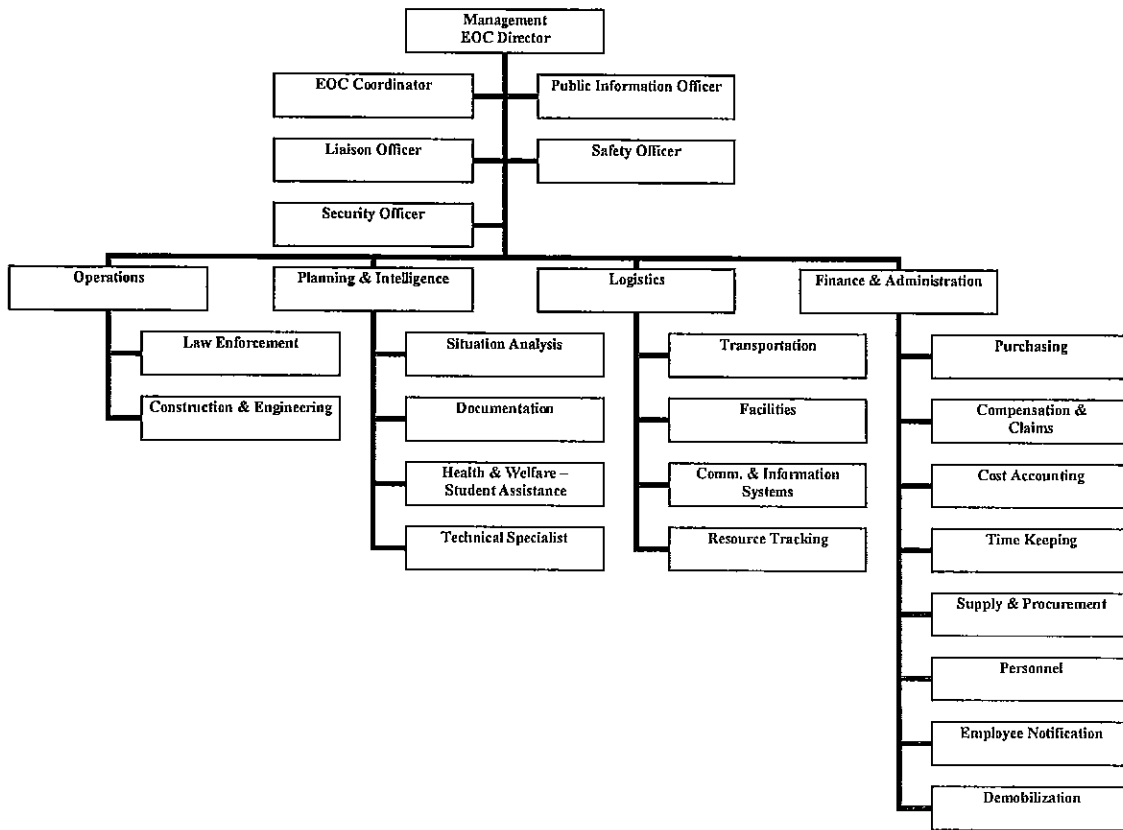 Management
EOC Director
EOC Coordinator
Public Information Officer
Liaison Officer
Safety Officer
Security Officer
Operations
Planning & Intelligence
Logistics
Finance & Administration
Law Enforcement
Situation Analysis
Transportation
Purchasing
Construction & Engineering
Documentation
Facilities
Compensation &
Claims
Health & Welfare –
Student Assistance
Comm. & Information
Systems
Cost Accounting
Technical Specialist
Resource Tracking
Time Keeping
Supply & Procurement
Personnel
Employee Notification
Demobilization